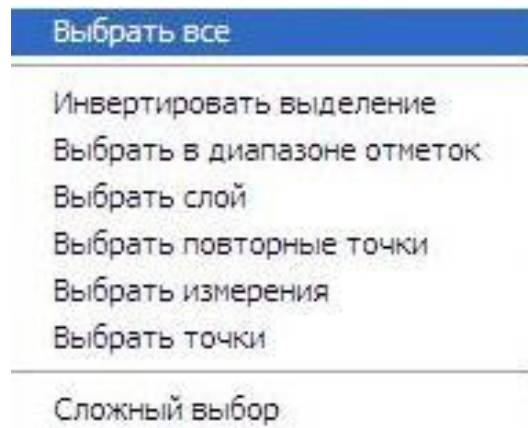 Выбрать все
Инвертировать выделение
Выбрать в диапазоне отметок
Выбрать слой
Выбрать повторные точки
Выбрать измерения
Выбрать точки
Сложный выбор